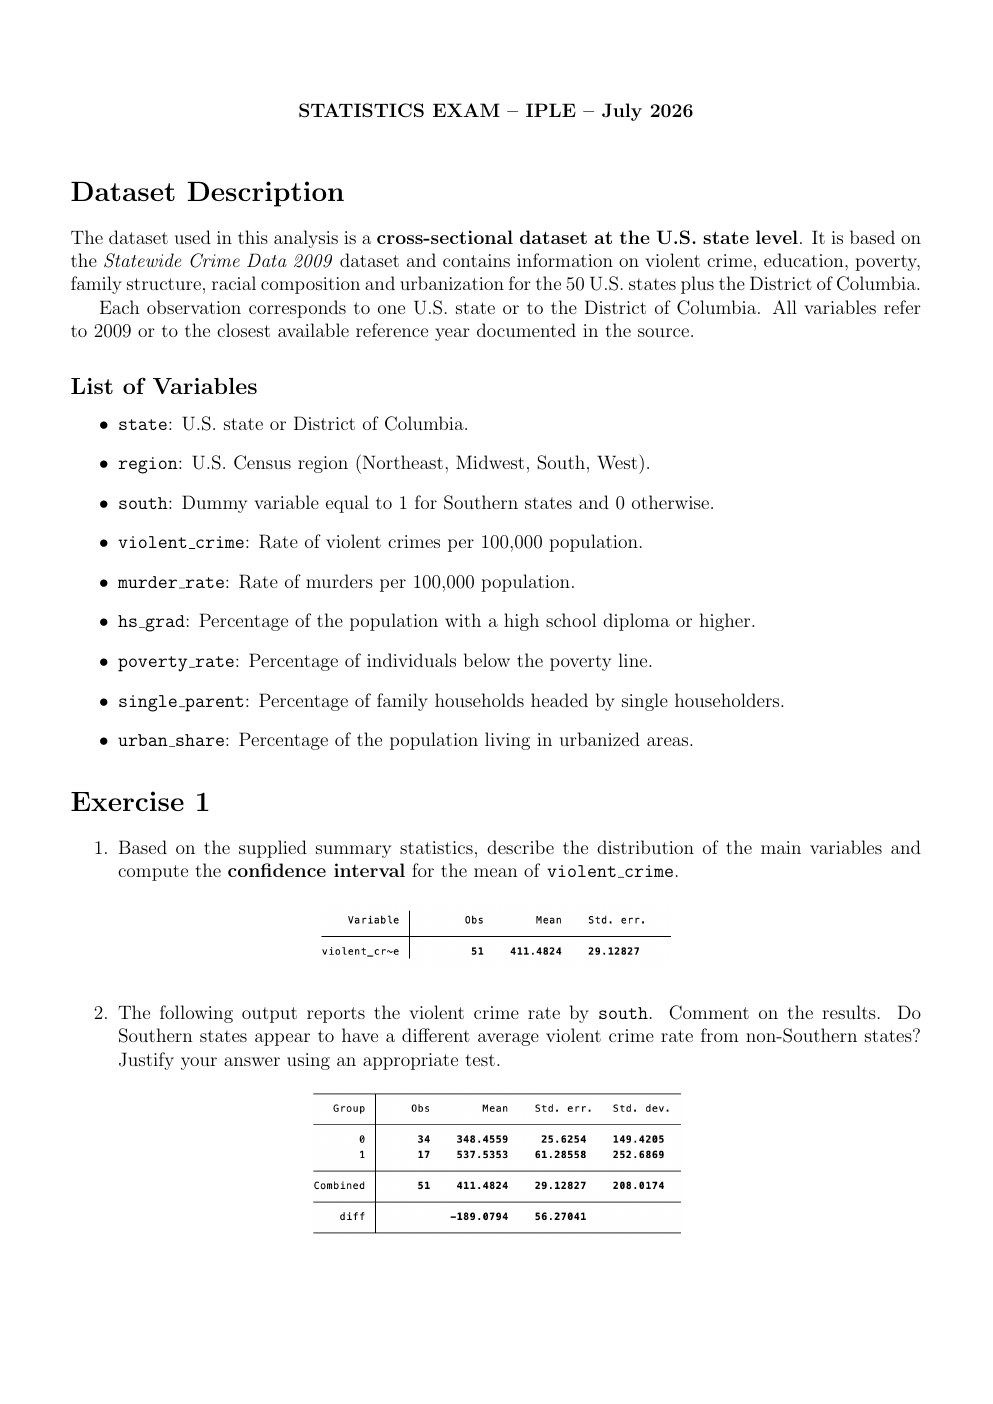 STATISTICS EXAM – IPLE – July 2026
Dataset Description
The dataset used in this analysis is a cross-sectional dataset at the U.S. state level. It is based on
the Statewide Crime Data 2009 dataset and contains information on violent crime, education, poverty,
family structure, racial composition and urbanization for the 50 U.S. states plus the District of Columbia.
Each observation corresponds to one U.S. state or to the District of Columbia. All variables refer
to 2009 or to the closest available reference year documented in the source.
List of Variables
• state: U.S. state or District of Columbia.
• region: U.S. Census region (Northeast, Midwest, South, West).
• south: Dummy variable equal to 1 for Southern states and 0 otherwise.
• violent_crime: Rate of violent crimes per 100,000 population.
• murder_rate: Rate of murders per 100,000 population.
• hs_grad: Percentage of the population with a high school diploma or higher.
• poverty_rate: Percentage of individuals below the poverty line.
• single_parent: Percentage of family households headed by single householders.
• urban_share: Percentage of the population living in urbanized areas.
Exercise 1
1. Based on the supplied summary statistics, describe the distribution of the main variables and
compute the confidence interval for the mean of violent_crime.
Variable Obs Mean Std. err.
violent_cr~e 51 411.4824 29.12827
2. The following output reports the violent crime rate by south. Comment on the results. Do
Southern states appear to have a different average violent crime rate from non-Southern states?
Justify your answer using an appropriate test.
Group Obs Mean Std. err. Std. dev.
0 34 348.4559 25.6254 149.4205
1 17 537.5353 61.28558 252.6869
Combined 51 411.4824 29.12827 208.0174
diff -189.0794 56.27041